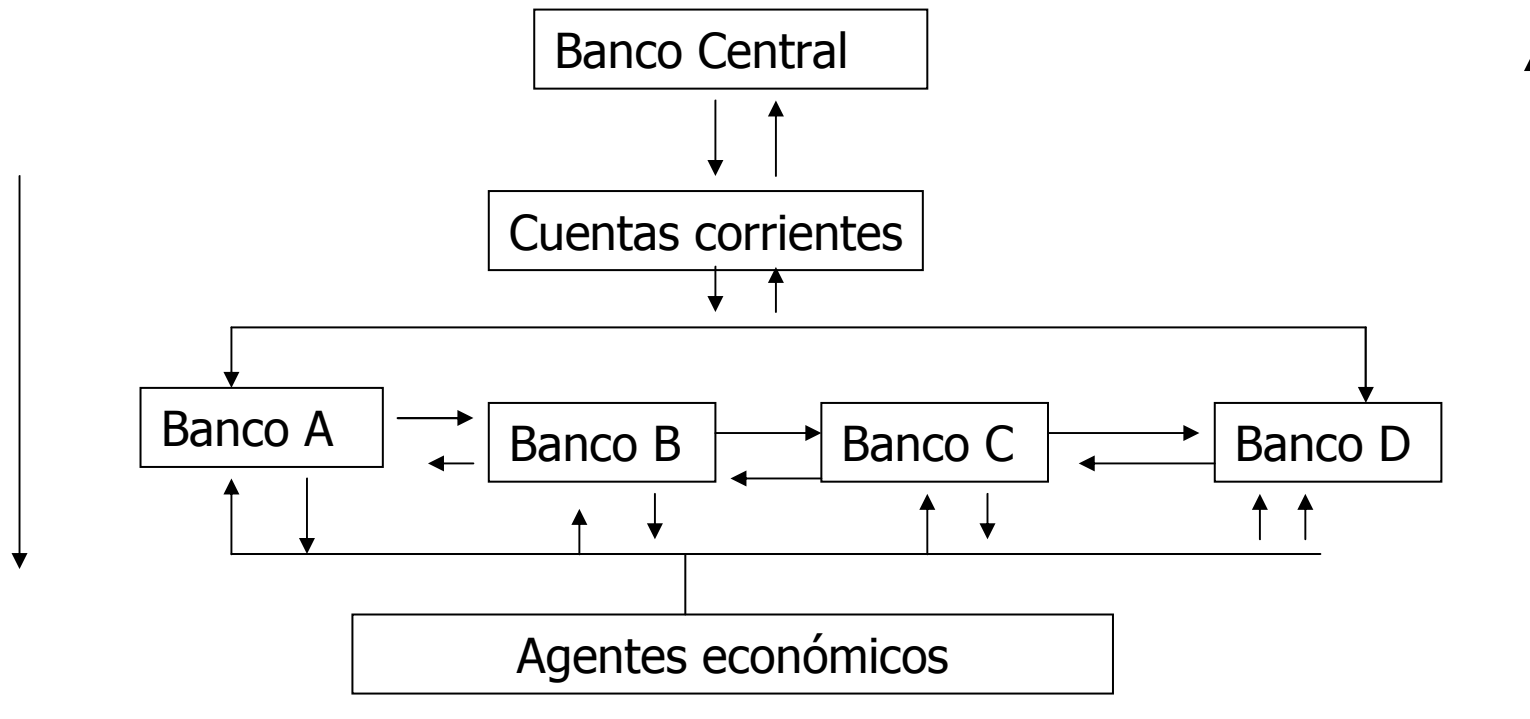 Banco Central
Cuentas corrientes
Banco A
Banco B
Banco C
Banco D
Agentes económicos